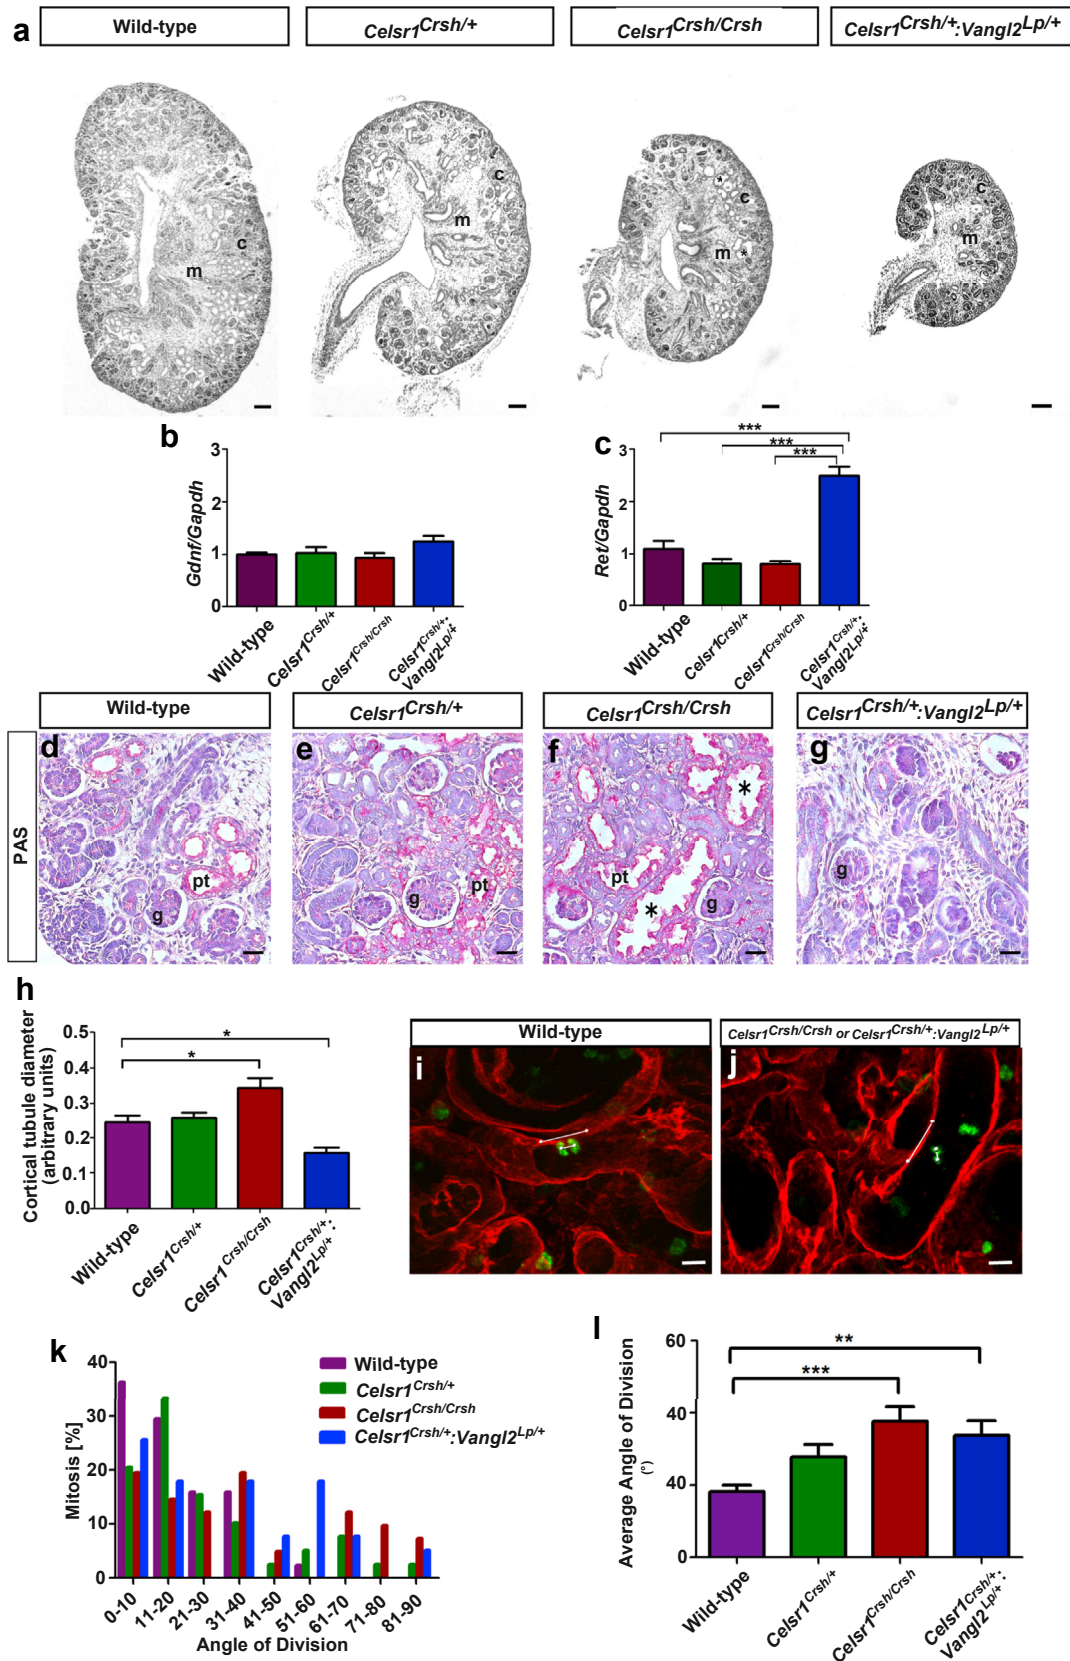 a
Wild-type
Celsr1Crsh/+
Celsr1Crsh/Crsh
Celsr1Crsh/+:Vangl2Lp/+
c
m
c
m
*
c
m
*
c
m
b
3
2
1
0
Gdnf/Gapdh
Wild-type
Celsr1Crsh/+
Celsr1Crsh/Crsh
Celsr1Crsh/+:
Vangl2Lp/+
c
***
***
***
3
2
1
0
Ret/Gapdh
Wild-type
Celsr1Crsh/+
Celsr1Crsh/Crsh
Celsr1Crsh/+:
Vangl2Lp/+
Wild-type
Celsr1Crsh/+
Celsr1Crsh/Crsh
Celsr1Crsh/+:Vangl2Lp/+
PAS
d
pt
g
e
pt
g
f
*
pt
*
g
g
g
h
0.5
0.4
0.3
0.2
0.1
0.0
Cortical tubule diameter
(arbitrary units)
*
*
Wild-type
Celsr1Crsh/+
Celsr1Crsh/Crsh
Celsr1Crsh/+:
Vangl2Lp/+
Wild-type
Celsr1Crsh/Crsh or Celsr1Crsh/+:Vangl2Lp/+
i
j
k
40
30
20
10
0
Mitosis [%]
Wild-type
Celsr1Crsh/+
Celsr1Crsh/Crsh
Celsr1Crsh/+:Vangl2Lp/+
0-10
11-20
21-30
31-40
41-50
51-60
61-70
71-80
81-90
Angle of Division
l
60
40
40
0
Average Angle of Division
(°)
**
***
Wild-type
Celsr1Crsh/+
Celsr1Crsh/Crsh
Celsr1Crsh/+:
Vangl2Lp/+